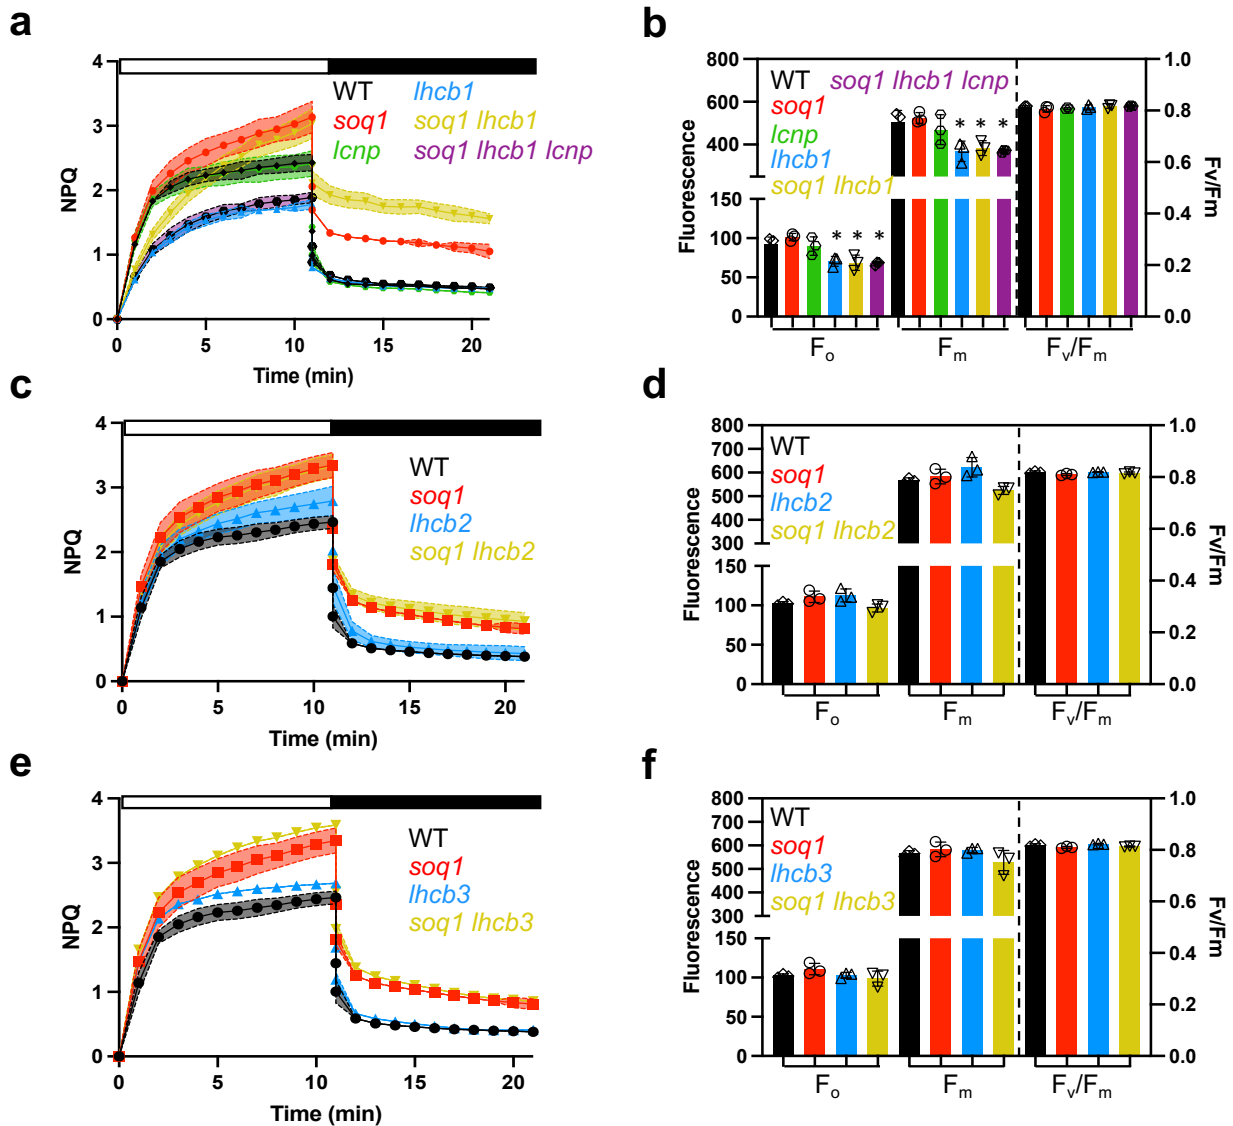 a
4
3
2
1
0
NPQ
WT
lhcb1
soq1
soq1 lhcb1
lcnp
soq1 lhcb1 lcnp
0 5 10 15 20
Time (min)
b
800
600
400
150
100
50
0
Fluorescence
WT soq1 lhcb1 lcnp
soq1
lcnp
lhcb1
soq1 lhcb1
* * *
* * *
1.0
0.8
0.6
0.4
0.2
0.0
Fv/Fm
Fo Fm Fv/Fm
c
4
3
2
1
0
NPQ
WT
soq1
lhcb2
soq1 lhcb2
0 5 10 15 20
Time (min)
d
800
700
600
500
400
300
150
100
50
0
Fluorescence
WT
soq1
lhcb2
soq1 lhcb2
1.0
0.8
0.6
0.4
0.2
0.0
Fv/Fm
Fo Fm Fv/Fm
e
4
3
2
1
0
NPQ
WT
soq1
lhcb3
soq1 lhcb3
0 5 10 15 20
Time (min)
f
800
700
600
500
400
300
150
100
50
0
Fluorescence
WT
soq1
lhcb3
soq1 lhcb3
1.0
0.8
0.6
0.4
0.2
0.0
Fv/Fm
Fo Fm Fv/Fm